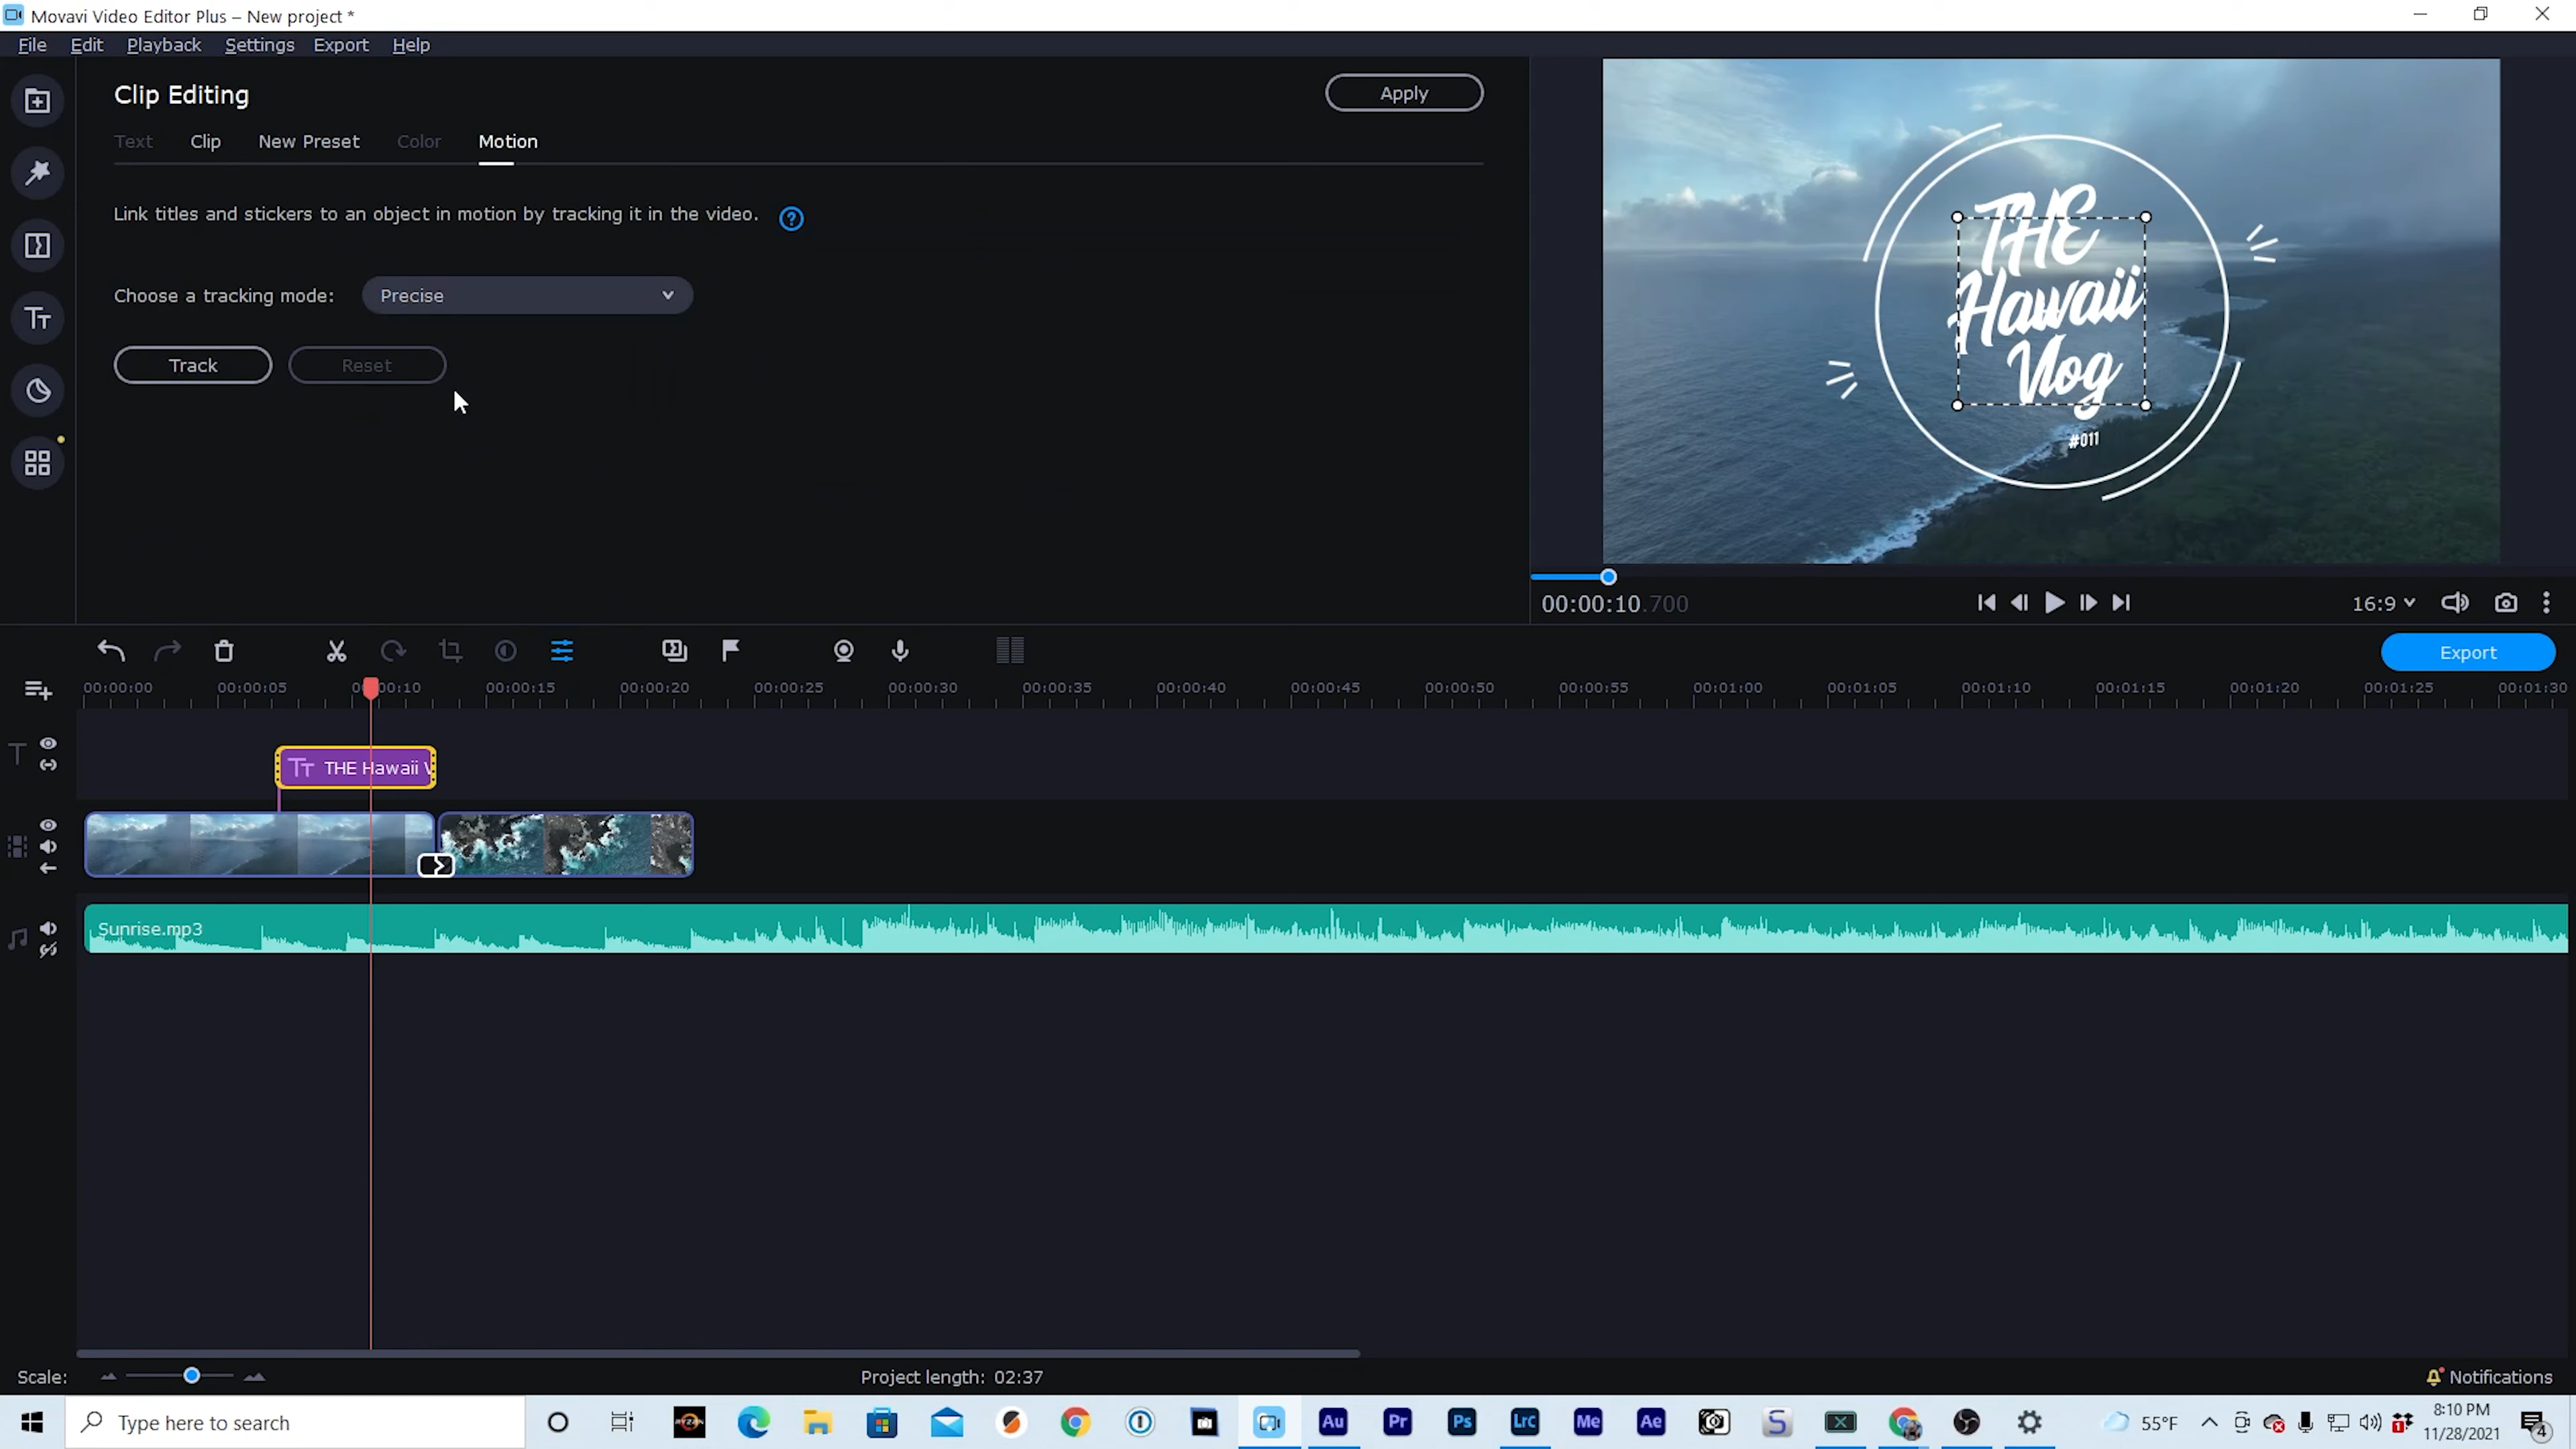 Movavi Video Editor Plus – New project *
File Edit Playback Settings Export Help
Clip Editing
Apply
Text Clip New Preset Color Motion
Link titles and stickers to an object in motion by tracking it in the video. ?
Choose a tracking mode: Precise
Track Reset
THE
Hawaii
Vlog
#011
00:00:10.700
16:9
Export
00:00:00 00:00:05 00:00:10 00:00:15 00:00:20 00:00:25 00:00:30 00:00:35 00:00:40 00:00:45 00:00:50 00:00:55 00:01:00 00:01:05 00:01:10 00:01:15 00:01:20 00:01:25 00:01:30
T
Tт THE Hawaii V
Sunrise.mp3
Scale:
Project length: 02:37
Notifications
Type here to search
RYZEN
Au Pr Ps LrC Me Ae S X
55°F
1
8:10 PM
11/28/2021
4